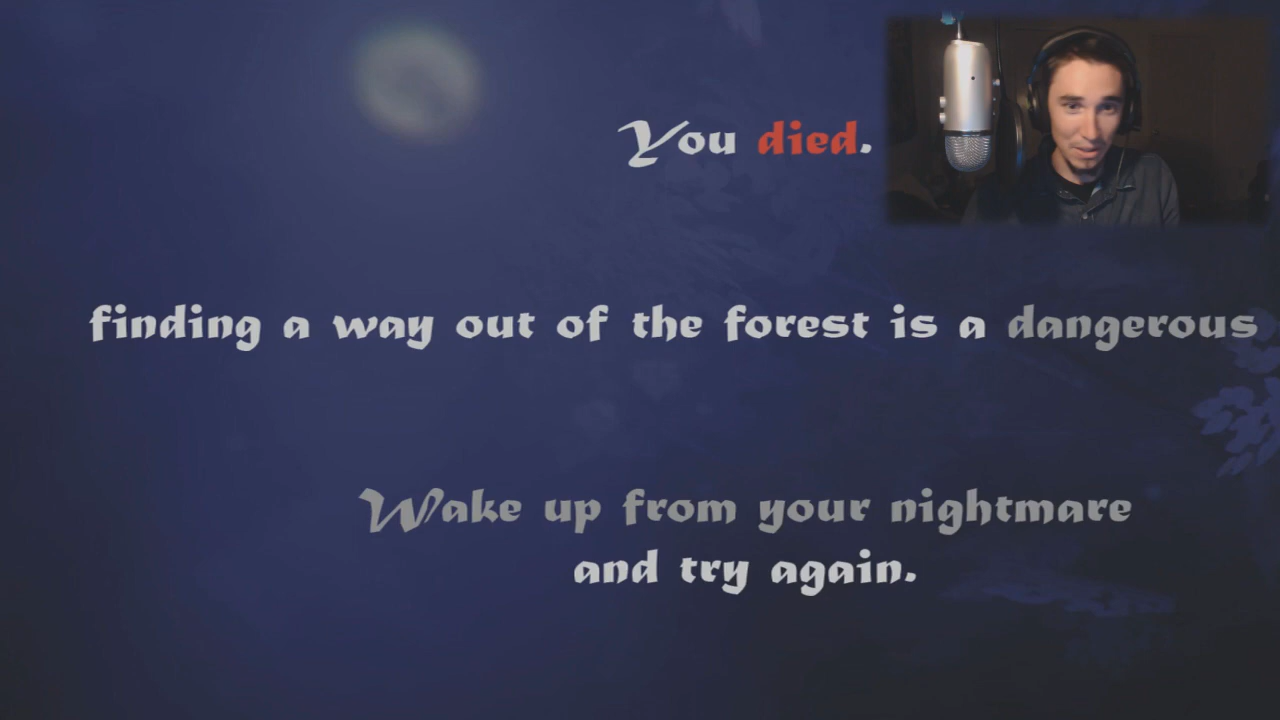 You died.
finding a way out of the forest is a dangerous
Wake up from your nightmare
and try again.